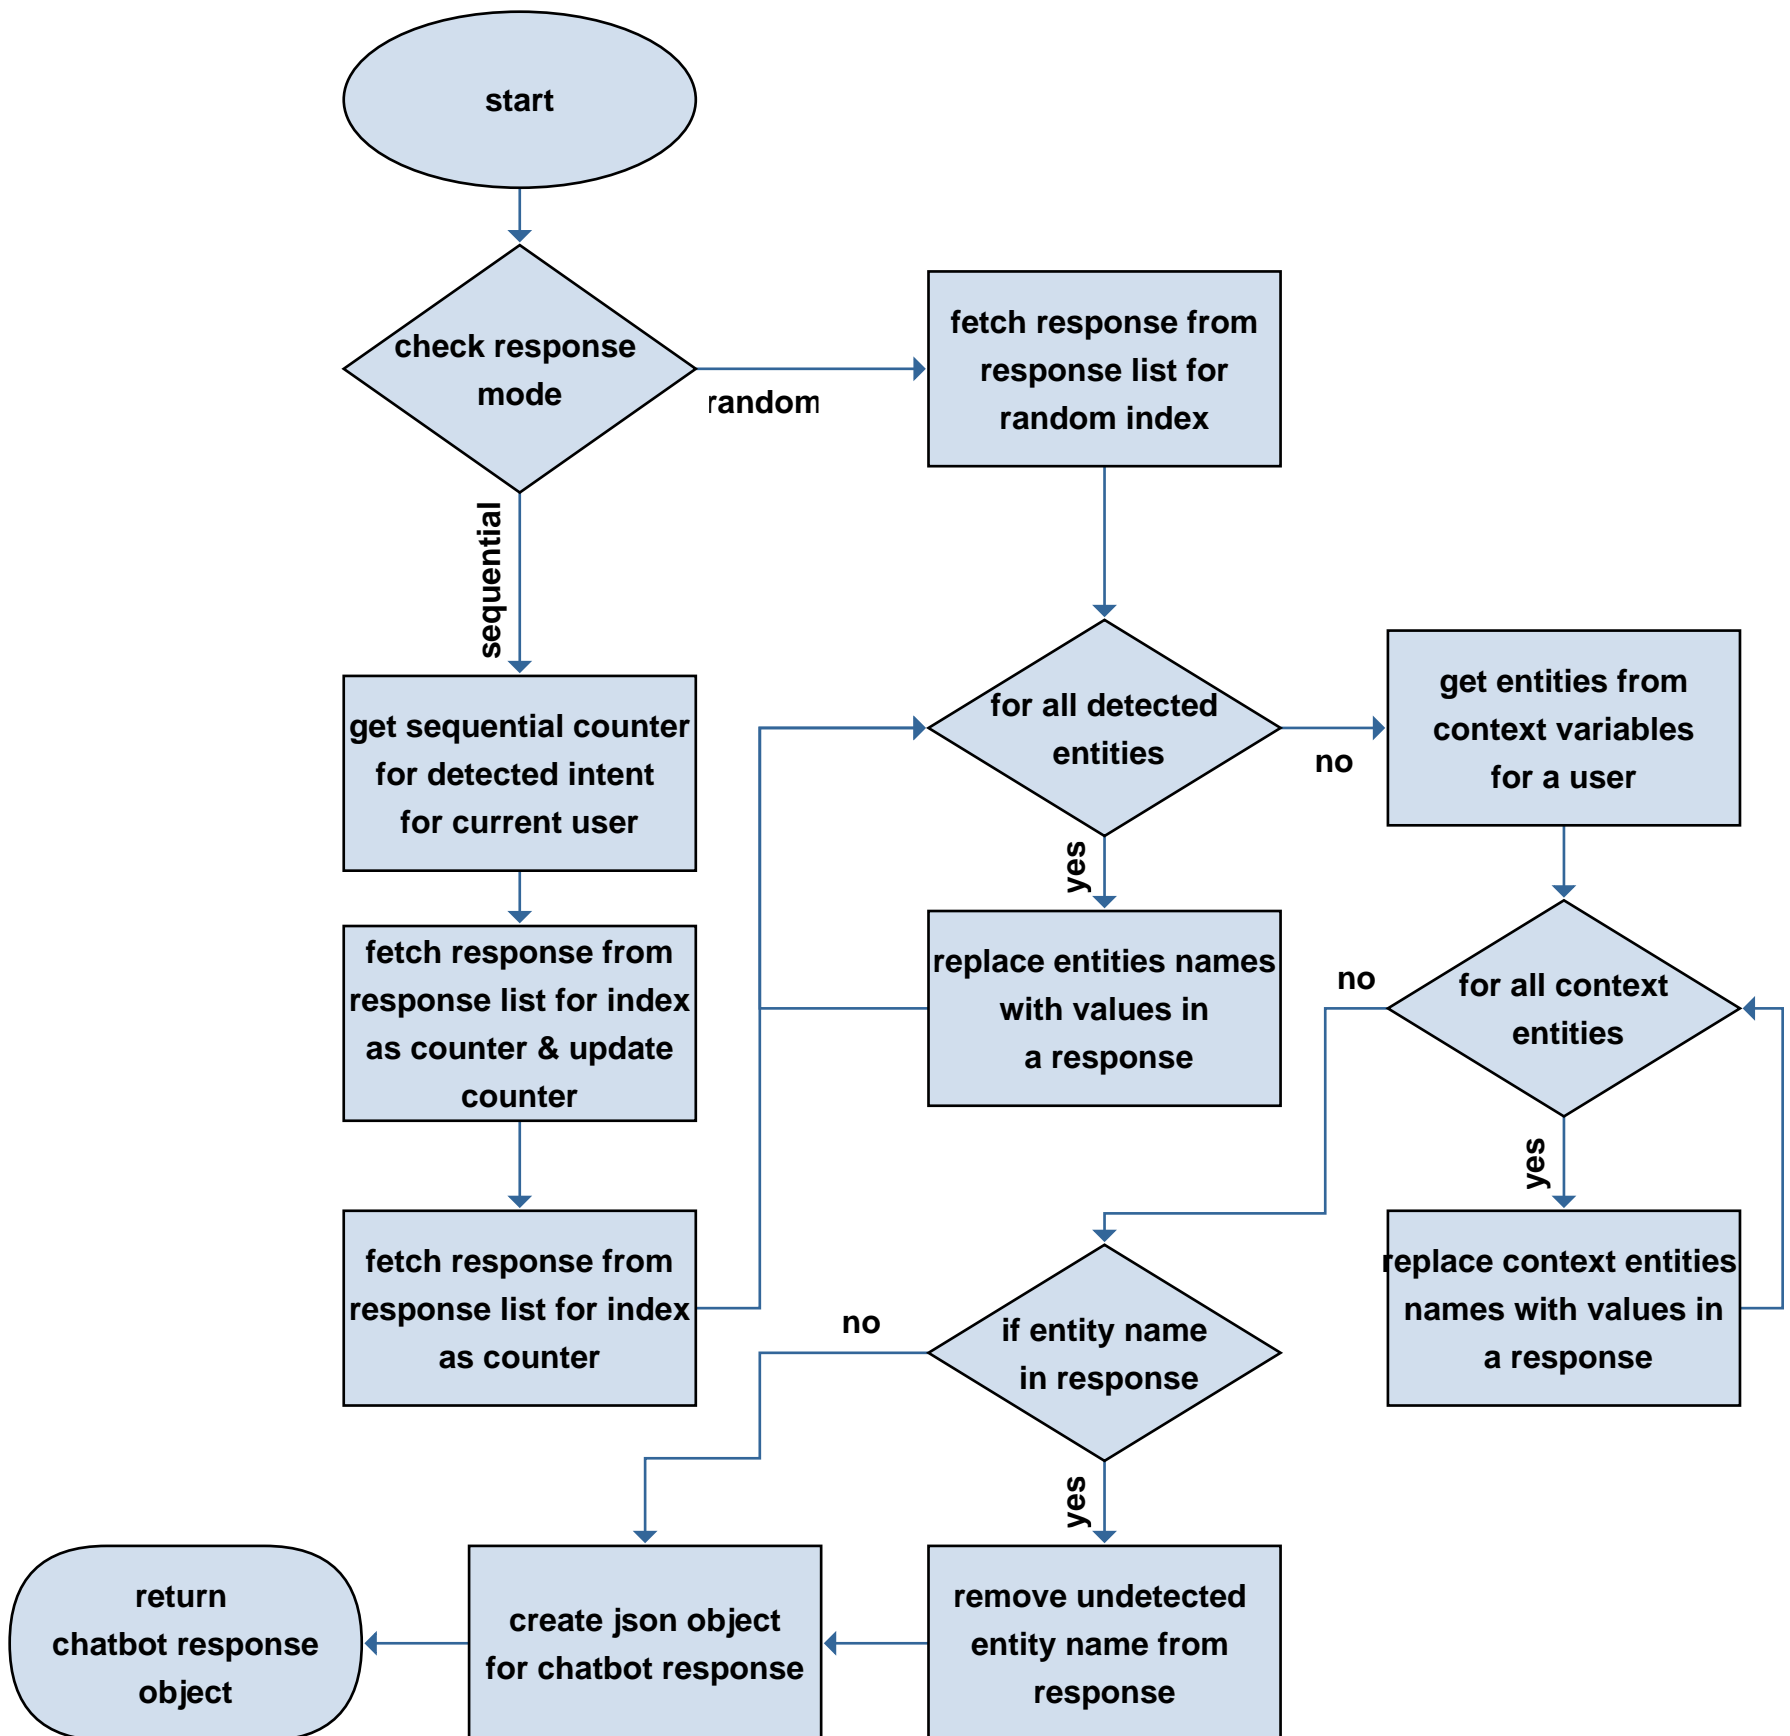 start
check response
mode
random
fetch response from
response list for
random index
sequential
get sequential counter
for detected intent
for current user
for all detected
entities
no
get entities from
context variables
for a user
yes
fetch response from
response list for index
as counter & update
counter
replace entities names
with values in
a response
no
for all context
entities
yes
fetch response from
response list for index
as counter
replace context entities
names with values in
a response
no
if entity name
in response
yes
return
chatbot response
object
create json object
for chatbot response
remove undetected
entity name from
response